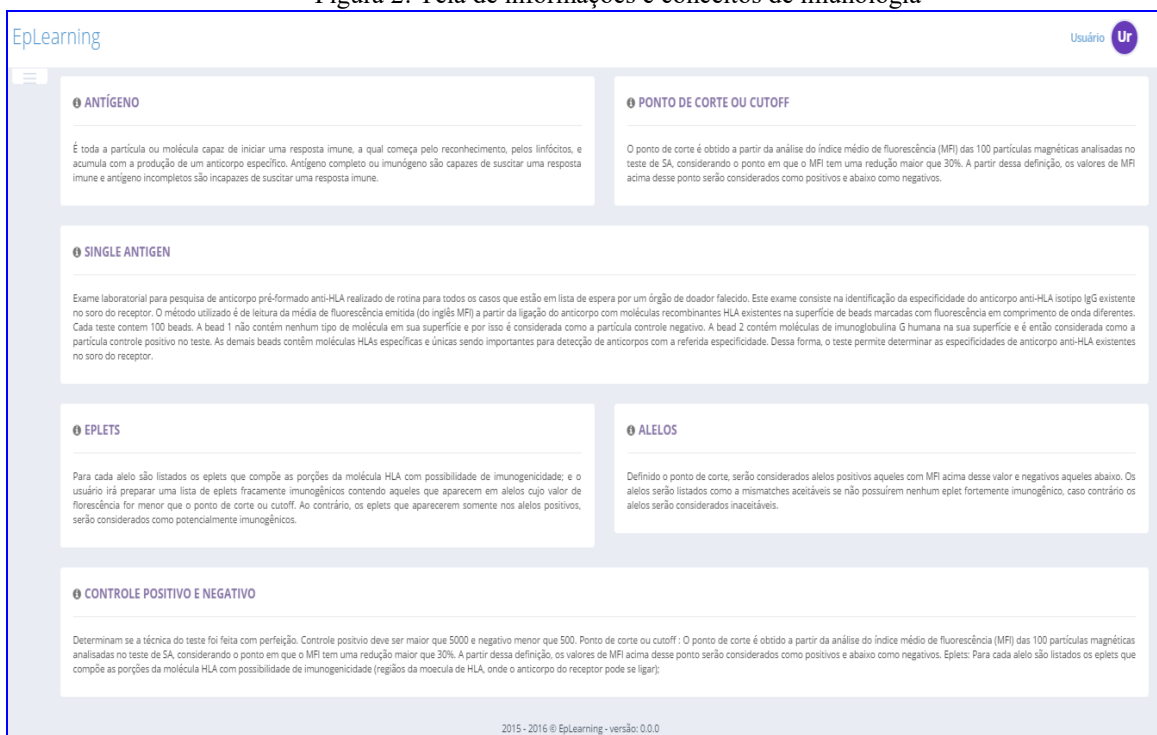 Figura 2: Tela de informações e conceitos de imunologia
EpLearning
Usuário Ur
ANTÍGENO
É toda a partícula ou molécula capaz de iniciar uma resposta imune, a qual começa pelo reconhecimento, pelos linfócitos, e
acumula com a produção de um anticorpo específico. Antígeno completo ou imunógeno são capazes de suscitar uma resposta
imune e antígeno incompletos são incapazes de suscitar uma resposta imune.
PONTO DE CORTE OU CUTOFF
O ponto de corte é obtido a partir da análise do índice médio de fluorescência (MFI) das 100 partículas magnéticas analisadas no
teste de SA, considerando o ponto em que o MFI tem uma redução maior que 30%. A partir dessa definição, os valores de MFI
acima desse ponto serão considerados como positivos e abaixo como negativos.
SINGLE ANTIGEN
Exame laboratorial para pesquisa de anticorpo pré-formado anti-HLA realizado de rotina para todos os casos que estão em lista de espera por um órgão de doador falecido. Este exame consiste na identificação da especificidade do anticorpo anti-HLA isotipo IgG existente
no soro do receptor. O método utilizado é de leitura da média de fluorescência emitida (do inglês MFI) a partir da ligação do anticorpo com moléculas recombinantes HLA existentes na superfície de beads marcadas com fluorescência em comprimento de onda diferentes.
Cada teste contem 100 beads. A bead 1 não contém nenhum tipo de molécula em sua superfície e por isso é considerada como a partícula controle negativo. A bead 2 contém moléculas de imunoglobulina G humana na sua superfície e é então considerada como a
partícula controle positivo no teste. As demais beads contêm moléculas HLAs específicas e únicas sendo importantes para detecção de anticorpos com a referida especificidade. Dessa forma, o teste permite determinar as especificidades de anticorpo anti-HLA existentes
no soro do receptor.
EPLETS
Para cada alelo são listados os eplets que compõe as porções da molécula HLA com possibilidade de imunogenicidade; e o
usuário irá preparar uma lista de eplets fracamente imunogênicos contendo aqueles que aparecem em alelos cujo valor de
florescência for menor que o ponto de corte ou cutoff. Ao contrário, os eplets que aparecerem somente nos alelos positivos,
serão considerados como potencialmente imunogênicos.
ALELOS
Definido o ponto de corte, serão considerados alelos positivos aqueles com MFI acima desse valor e negativos aqueles abaixo. Os
alelos serão listados como a mismatches aceitáveis se não possuírem nenhum eplet fortemente imunogênico, caso contrário os
alelos serão considerados inaceitáveis.
CONTROLE POSITIVO E NEGATIVO
Determinam se a técnica do teste foi feita com perfeição. Controle positvio deve ser maior que 5000 e negativo menor que 500. Ponto de corte ou cutoff : O ponto de corte é obtido a partir da análise do índice médio de fluorescência (MFI) das 100 partículas magnéticas
analisadas no teste de SA, considerando o ponto em que o MFI tem uma redução maior que 30%. A partir dessa definição, os valores de MFI acima desse ponto serão considerados como positivos e abaixo como negativos. Eplets: Para cada alelo são listados os eplets que
compõe as porções da molécula HLA com possibilidade de imunogenicidade (regiãos da moecula de HLA, onde o anticorpo do receptor pode se ligar);
2015 - 2016 © EpLearning - versão: 0.0.0